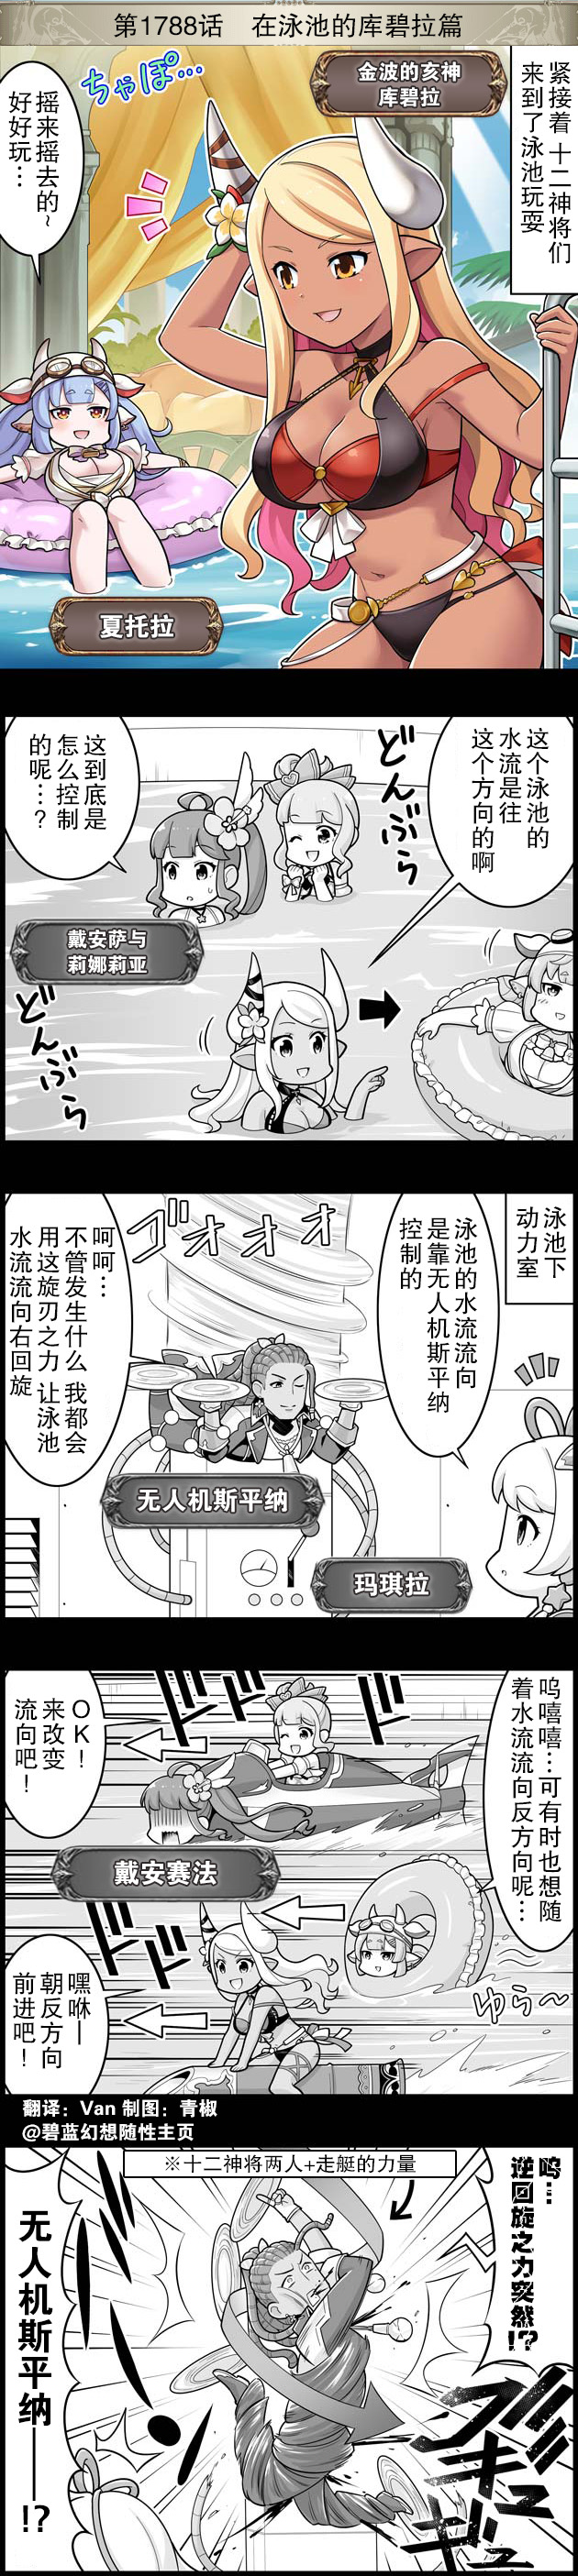 第1788话　在泳池的库碧拉篇
紧接着 十二神将们
来到了泳池玩耍
金波的亥神
库碧拉
ちゃぽ…
摇来摇去的~
好好玩…
夏托拉
这个泳池的
水流是往
这个方向的啊
どんぶら
这到底是
怎么控制
的呢…?
戴安萨与
莉娜莉亚
どんぶら
泳池下
动力室
泳池的水流流向
是靠无人机斯平纳
控制的
ゴオオオ
呵呵…
不管发生什么 我都会
用这旋刃之力 让泳池
水流流向右回旋
无人机斯平纳
玛琪拉
呜嘻嘻…可有时也想随
着水流流向反方向呢…
ドドド
OK!
来改变
流向吧!
戴安赛法
ドドド
ゆら～
嘿咻—
朝反方向
前进吧!
翻译：Van 制图：青椒
@碧蓝幻想随性主页
※十二神将两人+走艇的力量
呜…
逆回旋之力突然!?
ブギュギュ
无人机斯平纳——!?